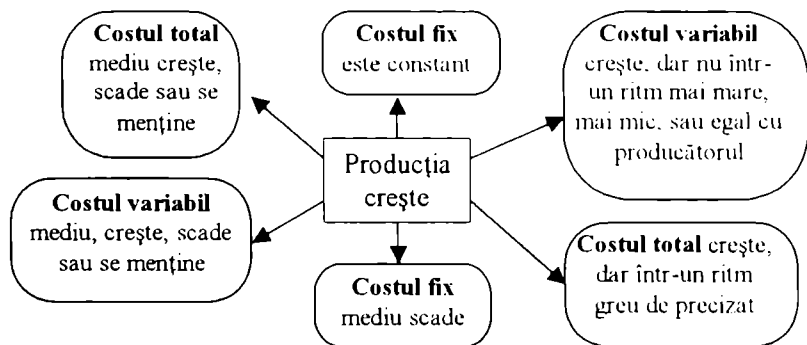 Costul total
mediu crește,
scade sau se
menține
Costul fix
este constant
Costul variabil
crește, dar nu într-
un ritm mai mare,
mai mic, sau egal cu
producătorul
Producția
crește
Costul variabil
mediu, crește, scade
sau se menține
Costul fix
mediu scade
Costul total crește,
dar într-un ritm
greu de precizat